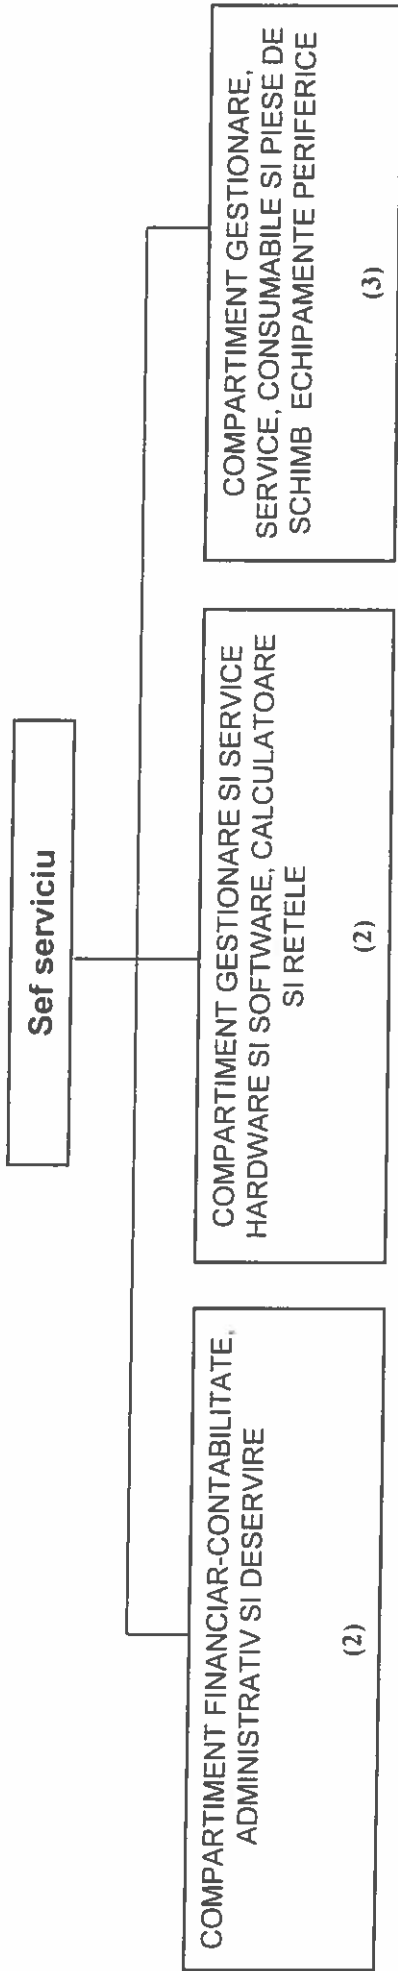 Sef serviciu
COMPARTIMENT FINANCIAR-CONTABILITATE,
ADMINISTRATIV SI DESERVIRE
(2)
COMPARTIMENT GESTIONARE SI SERVICE
HARDWARE SI SOFTWARE, CALCULATOARE
SI RETELE
(2)
COMPARTIMENT GESTIONARE,
SERVICE, CONSUMABILE SI PIESE DE
SCHIMB ECHIPAMENTE PERIFERICE
(3)